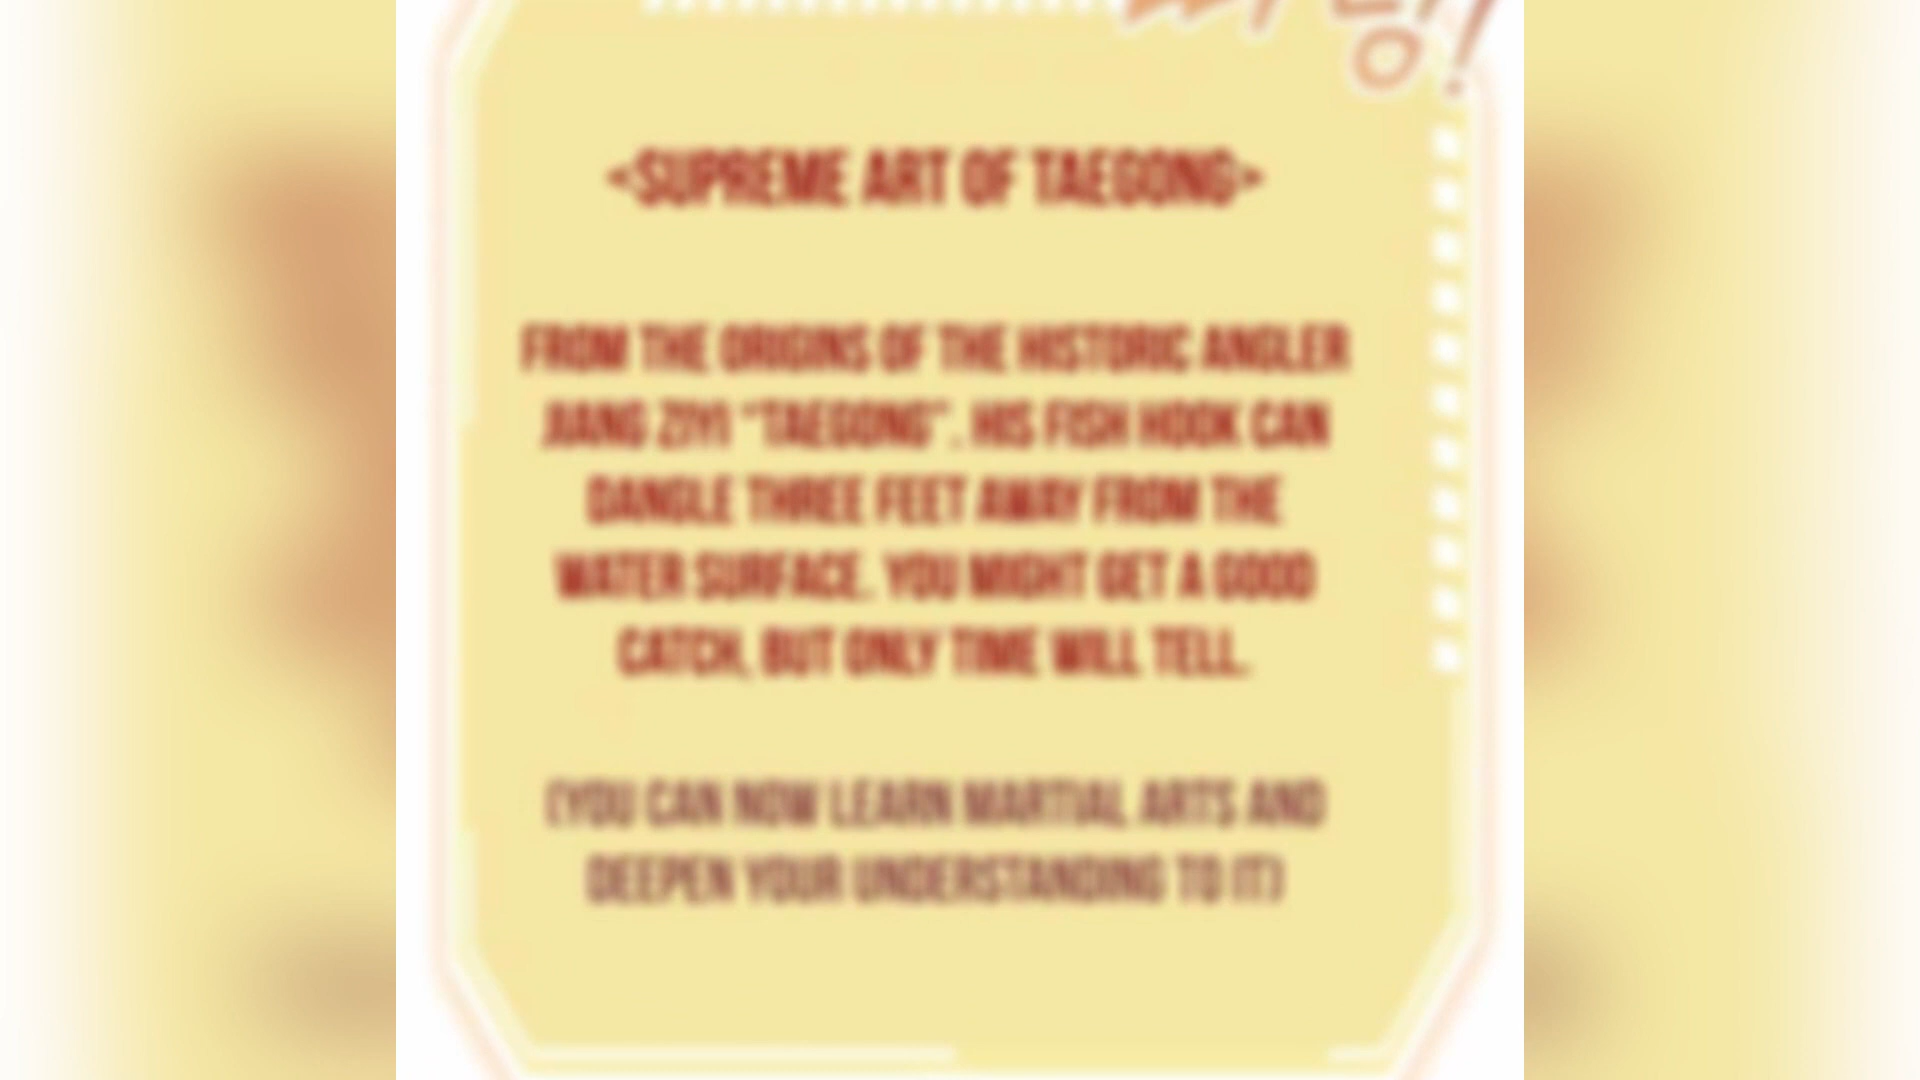 <SUPREME ART OF TAEGONG>
FROM THE ORIGINS OF THE HISTORIC ANGLER
JIANG ZIYI "TAEGONG". HIS FISH HOOK CAN
DANGLE THREE FEET AWAY FROM THE
WATER SURFACE. YOU MIGHT GET A GOOD
CATCH, BUT ONLY TIME WILL TELL.
(YOU CAN NOW LEARN MARTIAL ARTS AND
DEEPEN YOUR UNDERSTANDING TO IT)